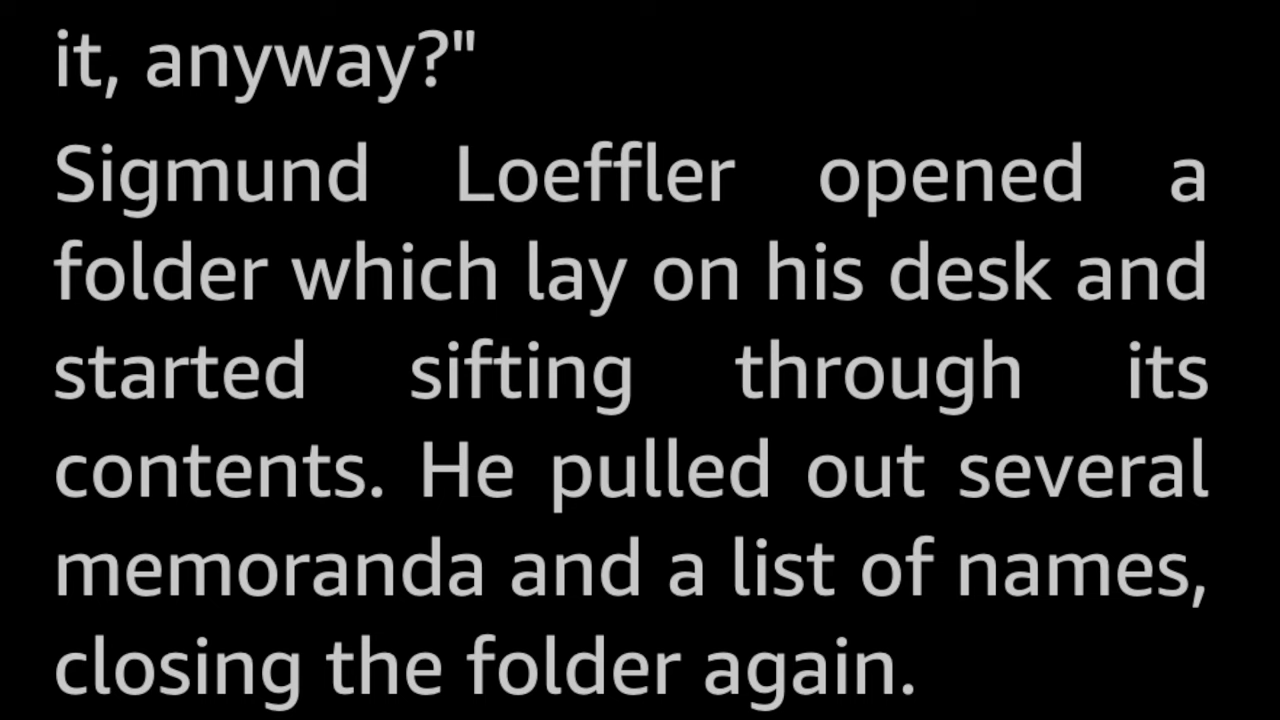 it, anyway?"
Sigmund Loeffler opened a
folder which lay on his desk and
started sifting through its
contents. He pulled out several
memoranda and a list of names,
closing the folder again.